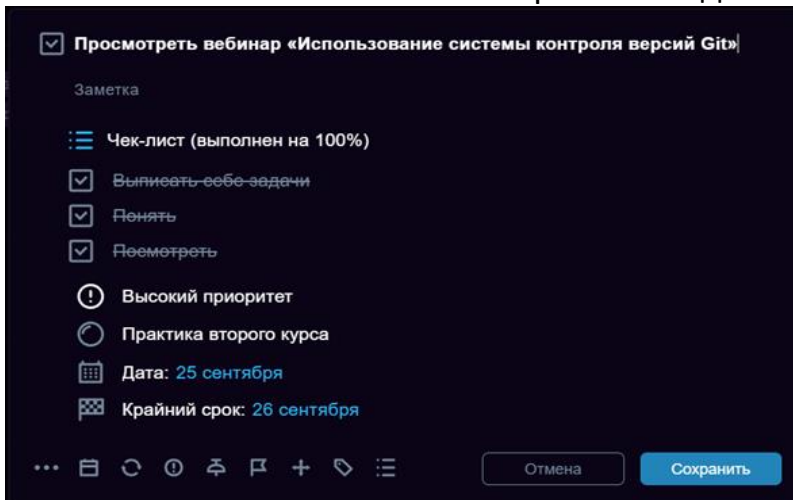 Просмотреть вебинар «Использование системы контроля версий Git»
Заметка
Чек-лист (выполнен на 100%)
Выписать себе задачи
Понять
Посмотреть
Высокий приоритет
Практика второго курса
Дата: 25 сентября
Крайний срок: 26 сентября
Отмена Сохранить